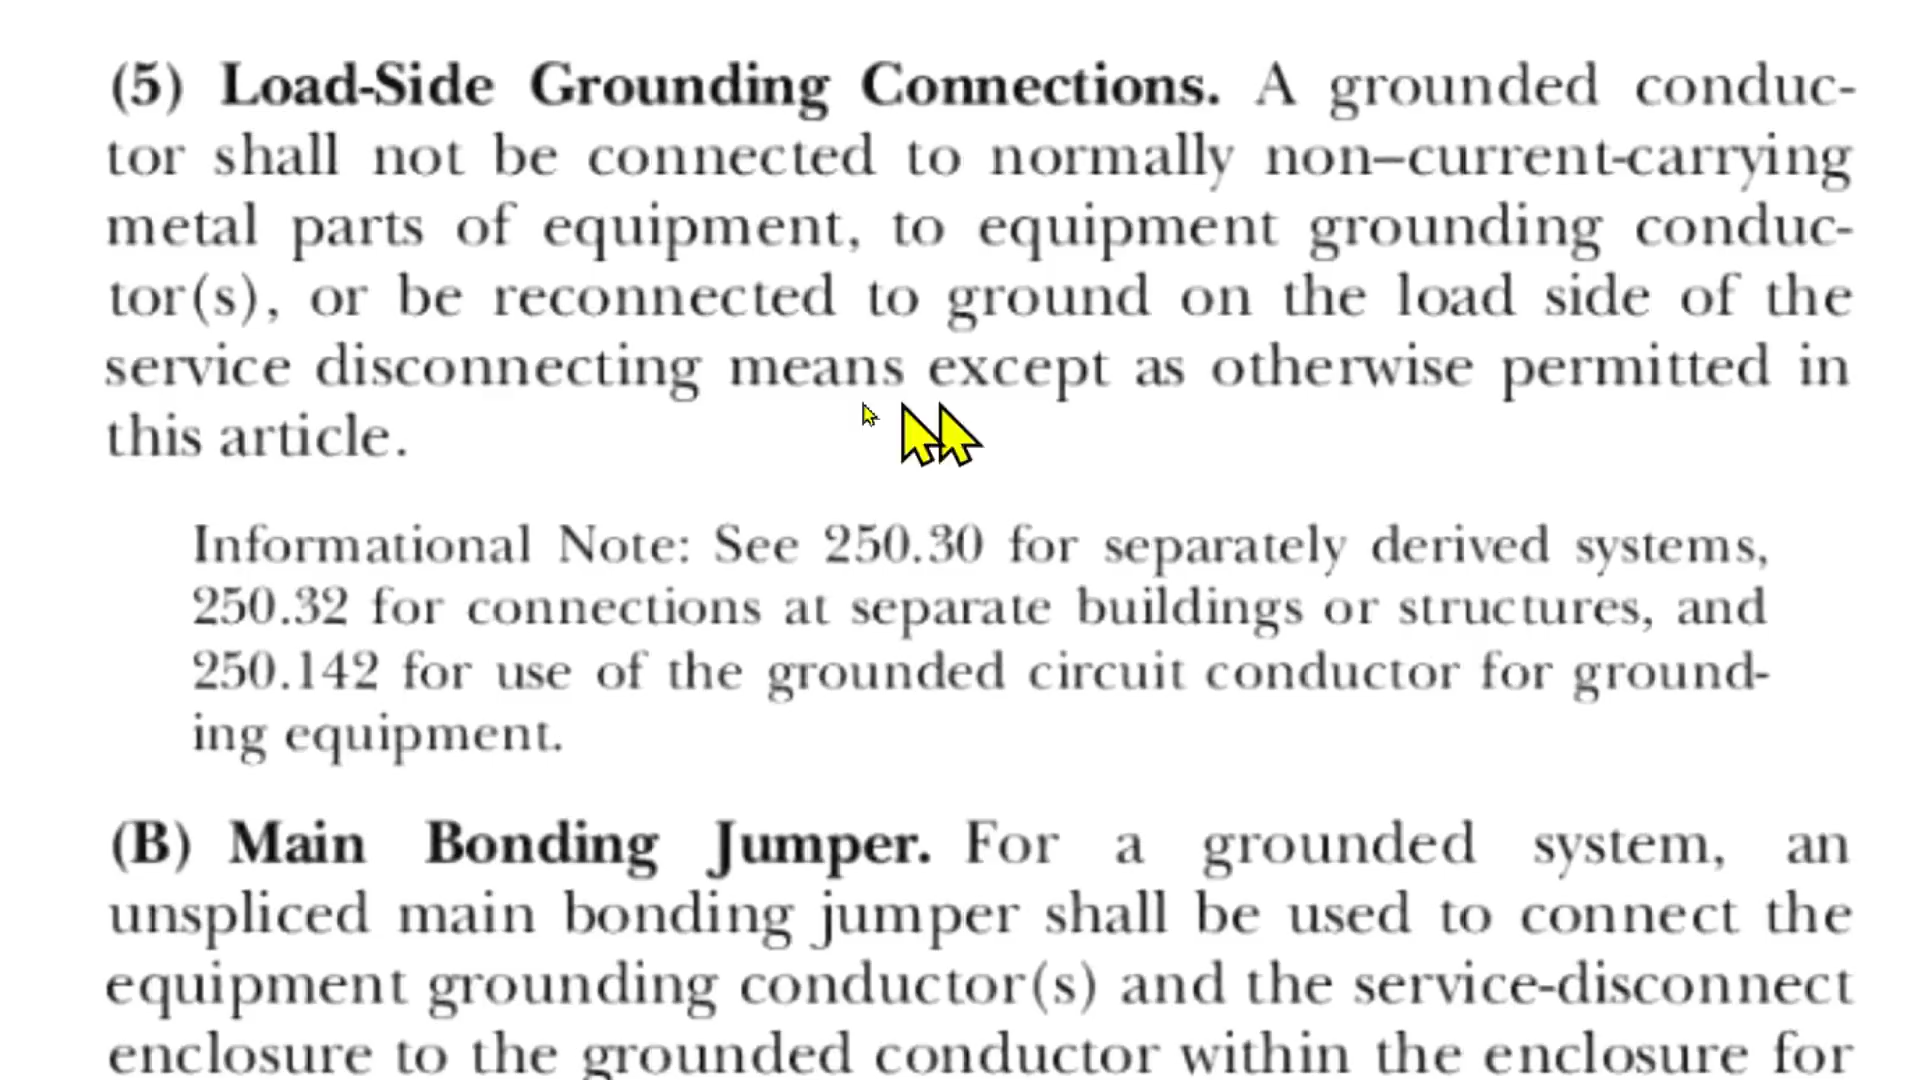 (5) Load-Side Grounding Connections. A grounded conduc-
tor shall not be connected to normally non–current-carrying
metal parts of equipment, to equipment grounding conduc-
tor(s), or be reconnected to ground on the load side of the
service disconnecting means except as otherwise permitted in
this article.
Informational Note: See 250.30 for separately derived systems,
250.32 for connections at separate buildings or structures, and
250.142 for use of the grounded circuit conductor for ground-
ing equipment.
(B) Main Bonding Jumper. For a grounded system, an
unspliced main bonding jumper shall be used to connect the
equipment grounding conductor(s) and the service-disconnect
enclosure to the grounded conductor within the enclosure for